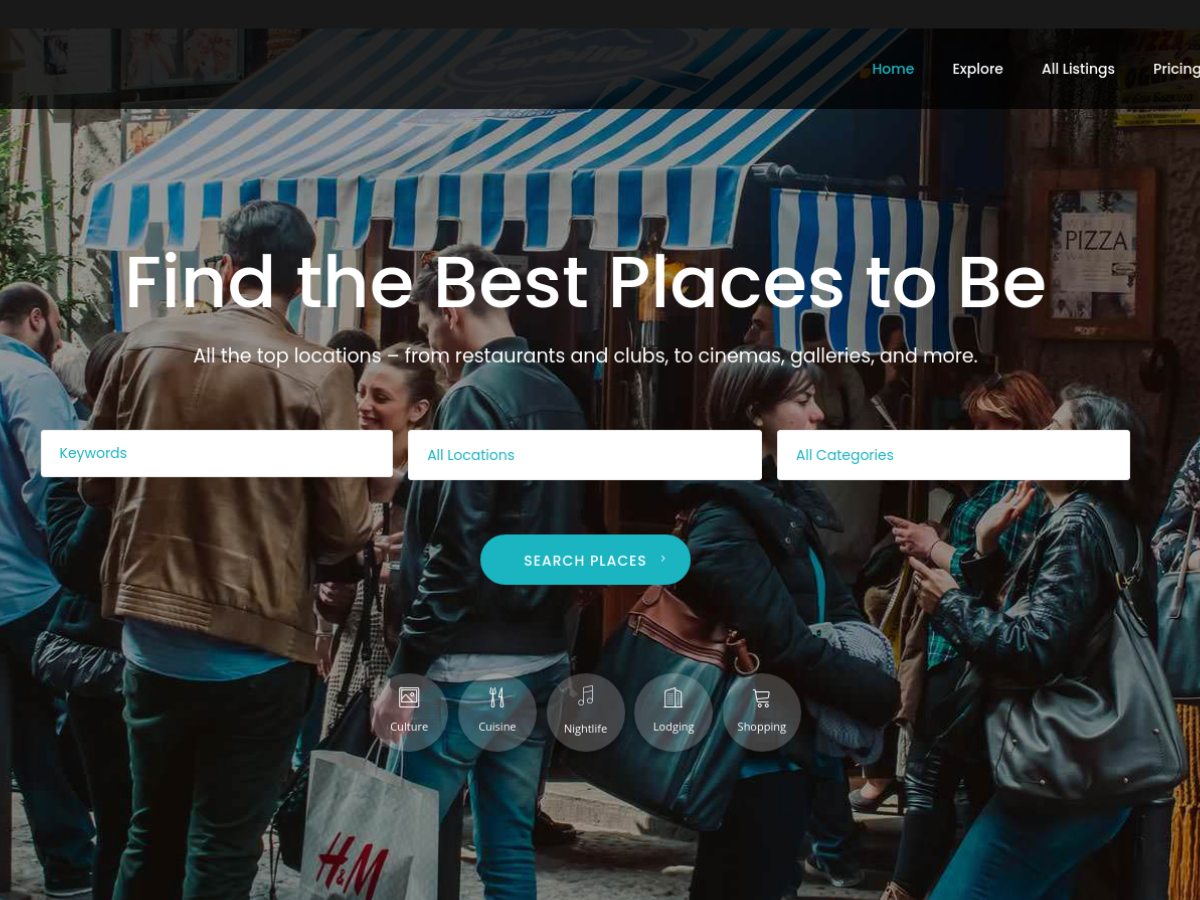 Home Explore All Listings Pricing
PIZZA
Find the Best Places to Be
All the top locations – from restaurants and clubs, to cinemas, galleries, and more.
Keywords
All Locations
All Categories
SEARCH PLACES
Culture
Cuisine
Nightlife
Lodging
Shopping
H&M